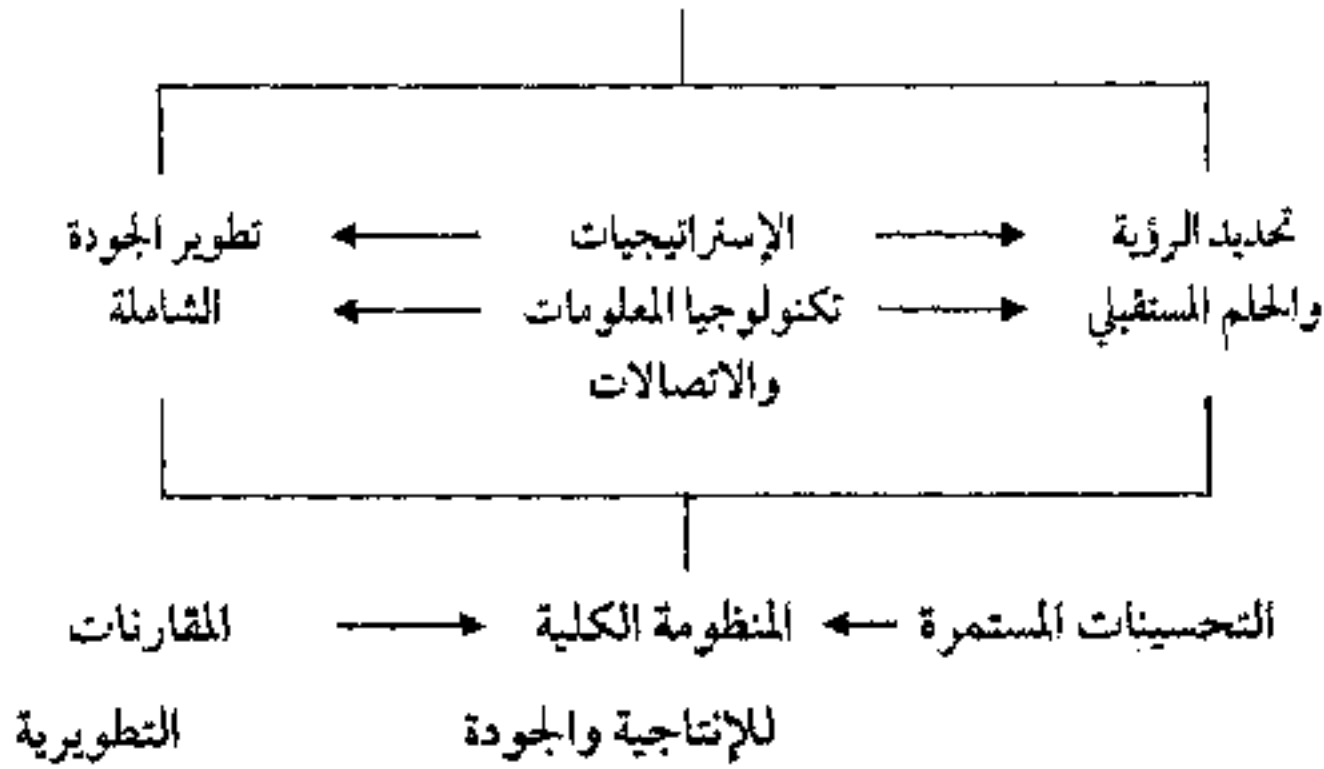 تحديد الرؤية الإستراتيجيات تطوير الجودة
والحلم المستقبلي تكنولوجيا المعلومات الشاملة
والاتصالات
التحسينات المستمرة المنظومة الكلية المقارنات
للإنتاجية والجودة التطويرية